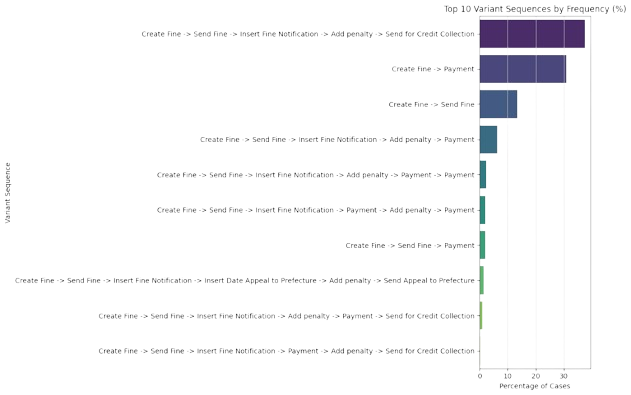 Top 10 Variant Sequences by Frequency (%)
Create Fine -> Send Fine -> Insert Fine Notification -> Add penalty -> Send for Credit Collection
Create Fine -> Payment
Create Fine -> Send Fine
Create Fine -> Send Fine -> Insert Fine Notification -> Add penalty -> Payment
Create Fine -> Send Fine -> Insert Fine Notification -> Add penalty -> Payment -> Payment
Create Fine -> Send Fine -> Insert Fine Notification -> Payment -> Add penalty -> Payment
Create Fine -> Send Fine -> Payment
Create Fine -> Send Fine -> Insert Fine Notification -> Insert Date Appeal to Prefecture -> Add penalty -> Send Appeal to Prefecture
Create Fine -> Send Fine -> Insert Fine Notification -> Add penalty -> Payment -> Send for Credit Collection
Create Fine -> Send Fine -> Insert Fine Notification -> Payment -> Add penalty -> Send for Credit Collection
Variant Sequence
0 10 20 30
Percentage of Cases